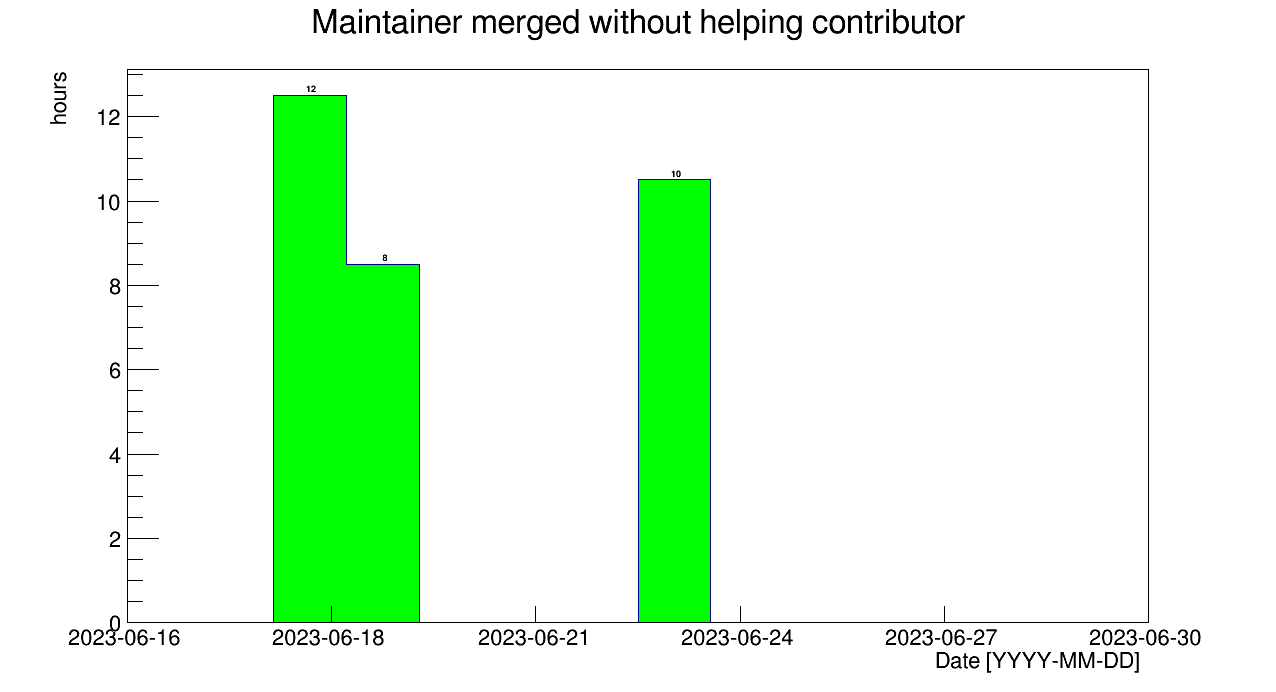 Maintainer merged without helping contributor
hours
12
10
8
6
4
2
0
12
8
10
2023-06-16 2023-06-18 2023-06-21 2023-06-24 2023-06-27 2023-06-30
Date [YYYY-MM-DD]